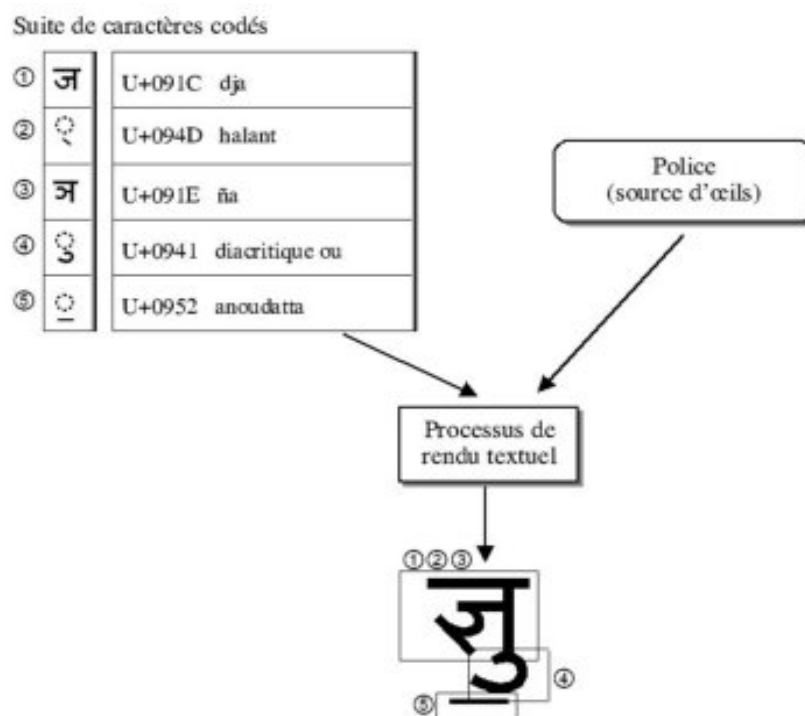 Suite de caractères codés
① ज U+091C dja
② ् U+094D halant
③ ञ U+091E ña
④ ु U+0941 diacritique ou
⑤ ॒ U+0952 anoudatta
Police
(source d'œils)
Processus de
rendu textuel
①②③
ज्ञु॒
④
⑤